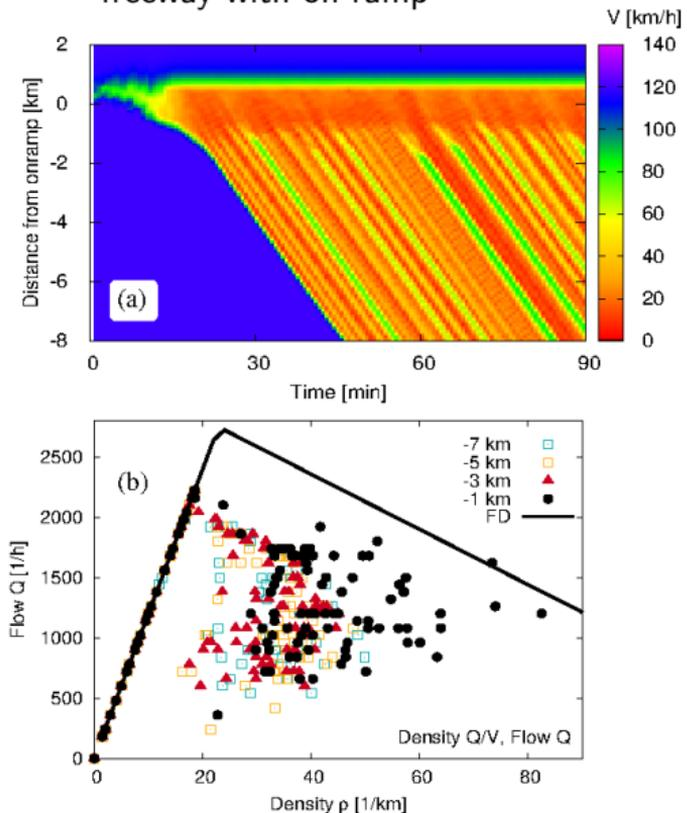 freeway with on-ramp
V [km/h]
2
0
-2
-4
-6
-8
Distance from onramp [km]
(a)
0
30
60
90
Time [min]
140
120
100
80
60
40
20
0
2500
2000
1500
1000
500
0
Flow Q [1/h]
(b)
-7 km
-5 km
-3 km
-1 km
FD
Density Q/V, Flow Q
0
20
40
60
80
Density ρ [1/km]